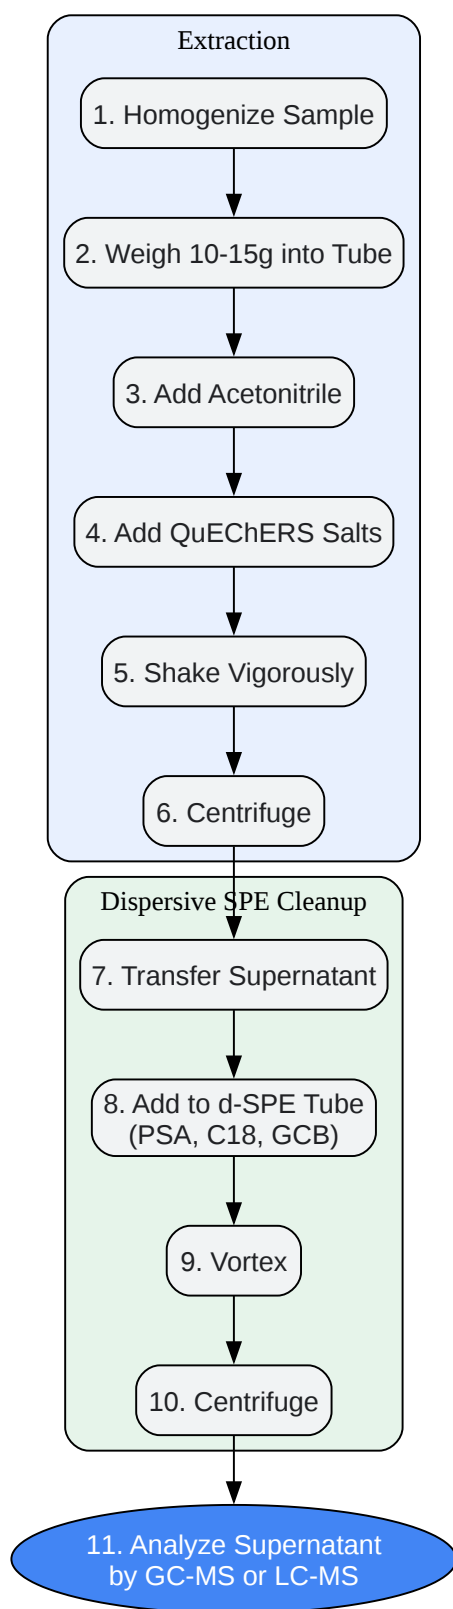 Extraction
1. Homogenize Sample
2. Weigh 10-15g into Tube
3. Add Acetonitrile
4. Add QuEChERS Salts
5. Shake Vigorously
6. Centrifuge
Dispersive SPE Cleanup
7. Transfer Supernatant
8. Add to d-SPE Tube
(PSA, C18, GCB)
9. Vortex
10. Centrifuge
11. Analyze Supernatant
by GC-MS or LC-MS